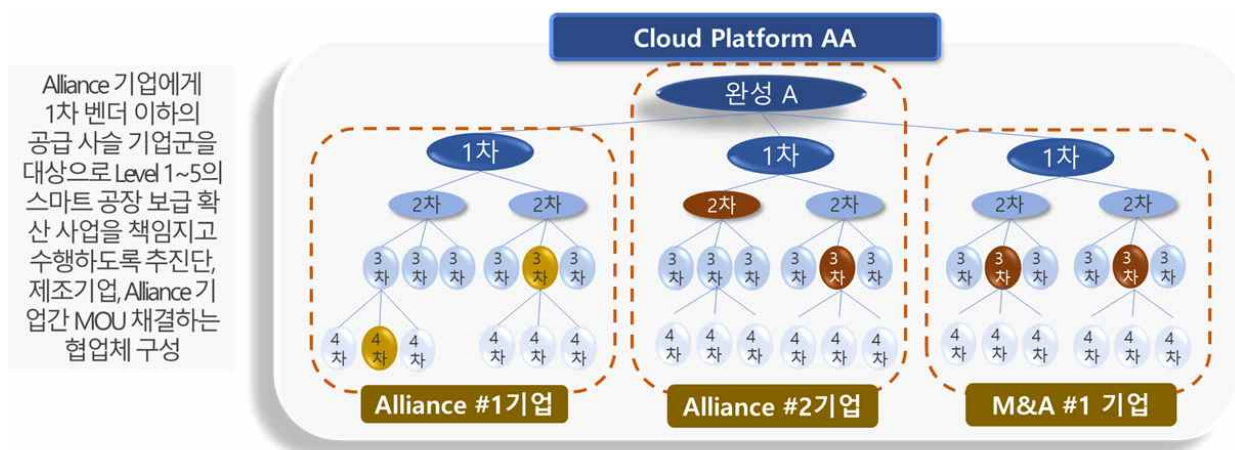 Cloud Platform AA
Alliance 기업에게
1차 벤더 이하의
공급 사슬 기업군을
대상으로 Level 1~5의
스마트 공장 보급 확
산 사업을 책임지고
수행하도록 추진단,
제조기업, Alliance 기
업간 MOU 채결하는
협업체 구성
완성 A
1차 1차 1차
2차 2차 2차 2차 2차 2차
3차 3차 3차 3차 3차 3차 3차 3차 3차 3차 3차 3차 3차 3차 3차 3차 3차 3차
4차 4차 4차 4차 4차 4차 4차 4차 4차 4차 4차 4차 4차 4차 4차 4차 4차 4차
Alliance #1기업 Alliance #2기업 M&A #1 기업